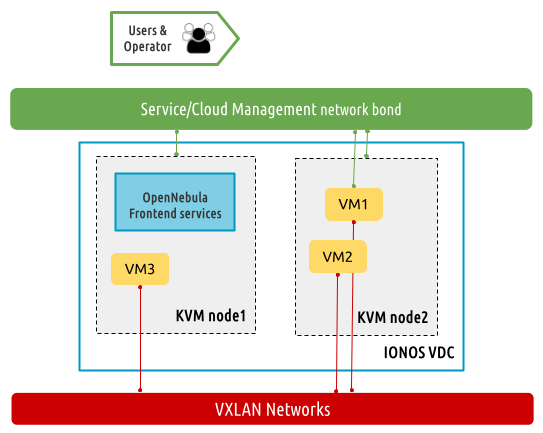 Users &
Operator
Service/Cloud Management network bond
OpenNebula
Frontend services
VM1
VM2
VM3
KVM node1
KVM node2
IONOS VDC
VXLAN Networks